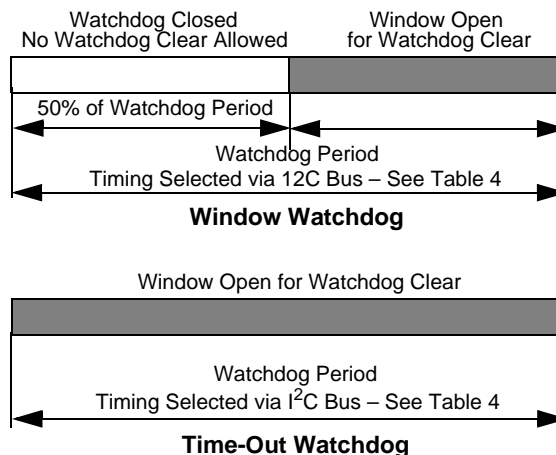 Watchdog Closed
No Watchdog Clear Allowed
Window Open
for Watchdog Clear
50% of Watchdog Period
Watchdog Period
Timing Selected via 12C Bus – See Table 4
Window Watchdog
Window Open for Watchdog Clear
Watchdog Period
Timing Selected via I²C Bus – See Table 4
Time-Out Watchdog